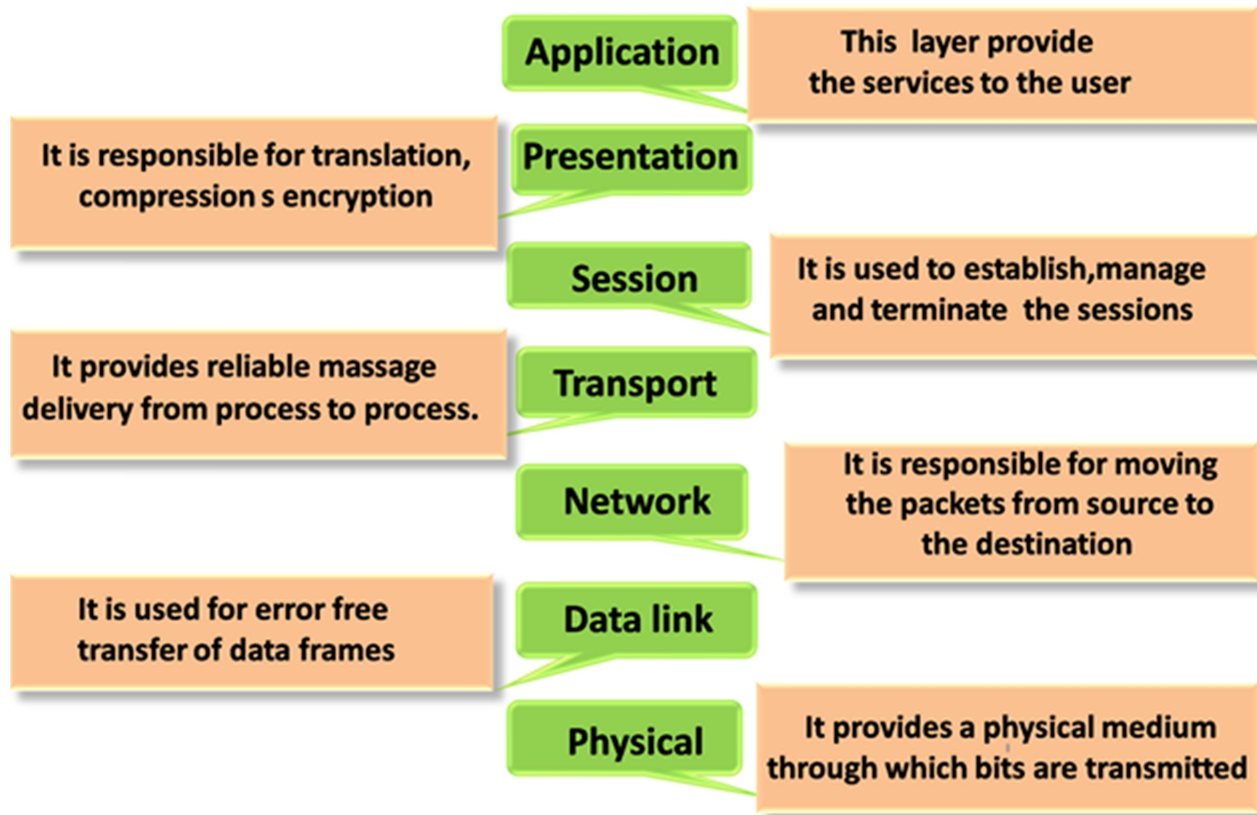 Application
This layer provide
the services to the user
Presentation
It is responsible for translation,
compression s encryption
Session
It is used to establish,manage
and terminate the sessions
Transport
It provides reliable massage
delivery from process to process.
Network
It is responsible for moving
the packets from source to
the destination
Data link
It is used for error free
transfer of data frames
Physical
It provides a physical medium
through which bits are transmitted